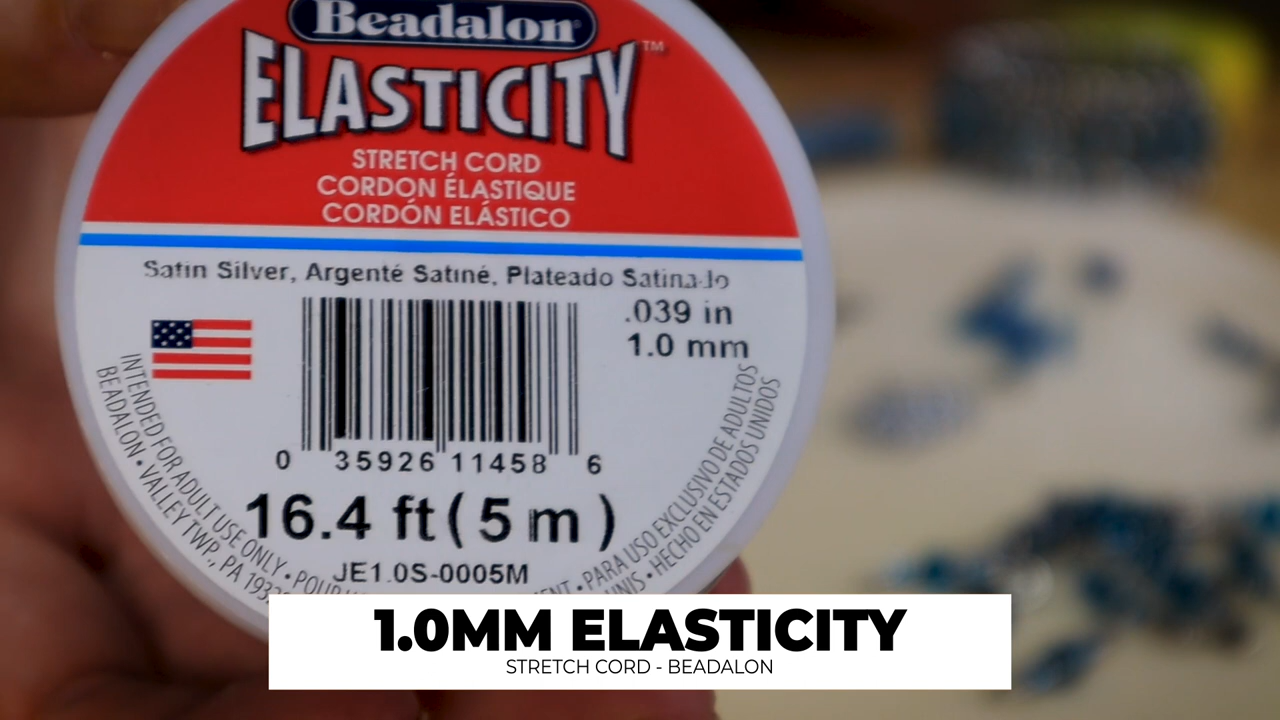 Beadalon
ELASTICITY™
STRETCH CORD
CORDON ÉLASTIQUE
CORDÓN ELÁSTICO
Satin Silver, Argenté Satiné, Plateado Satinado
.039 in
1.0 mm
0 35926 11458 6
16.4 ft ( 5 m )
JE1.0S-0005M
INTENDED FOR ADULT USE ONLY • POUR
• PARA USO EXCLUSIVO DE ADULTOS
BEADALON • VALLEY TWP., PA
• HECHO EN ESTADOS UNIDOS
1.0MM ELASTICITY
STRETCH CORD - BEADALON